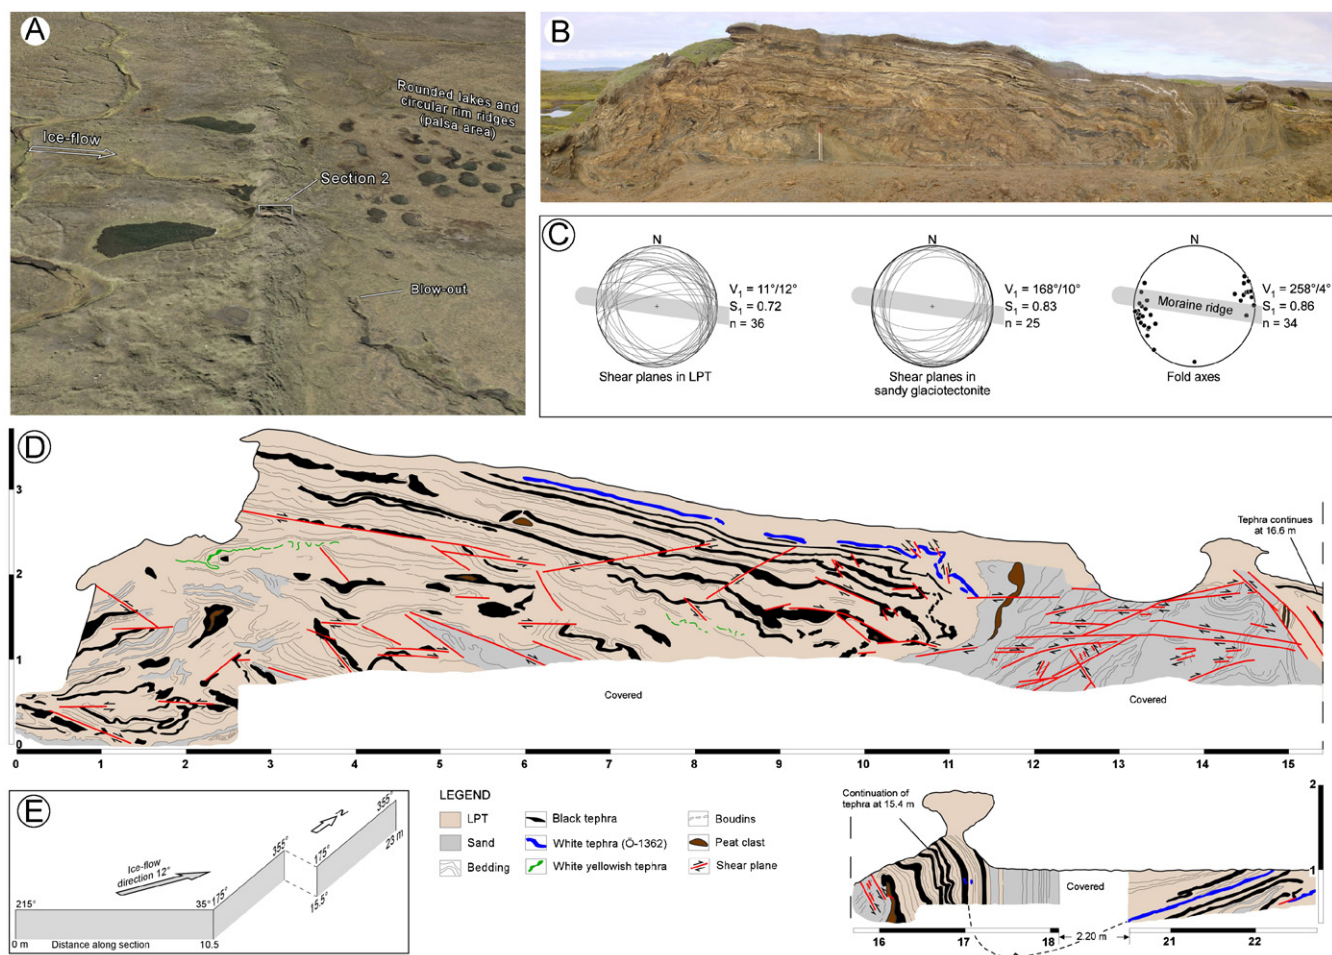 A
Ice-flow
Rounded lakes and
circular rim ridges
(palsa area)
Section 2
Blow-out
B
C
N
V1 = 11°/12°
S1 = 0.72
n = 36
Shear planes in LPT
N
V1 = 168°/10°
S1 = 0.83
n = 25
Shear planes in
sandy glaciotectonite
N
Moraine ridge
V1 = 258°/4°
S1 = 0.86
n = 34
Fold axes
D
3
2
1
0
Tephra continues
at 16.6 m
Covered
Covered
0 1 2 3 4 5 6 7 8 9 10 11 12 13 14 15
E
Ice-flow
direction 12°
N
215°
35°
175°
355°
175°
355°
15.5°
23 m
0 m
Distance along section
10.5
LEGEND
LPT
Sand
Bedding
Black tephra
White tephra (Ö-1362)
White yellowish tephra
Boudins
Peat clast
Shear plane
Continuation of
tephra at 15.4 m
2
1
Covered
2.20 m
16 17 18 21 22